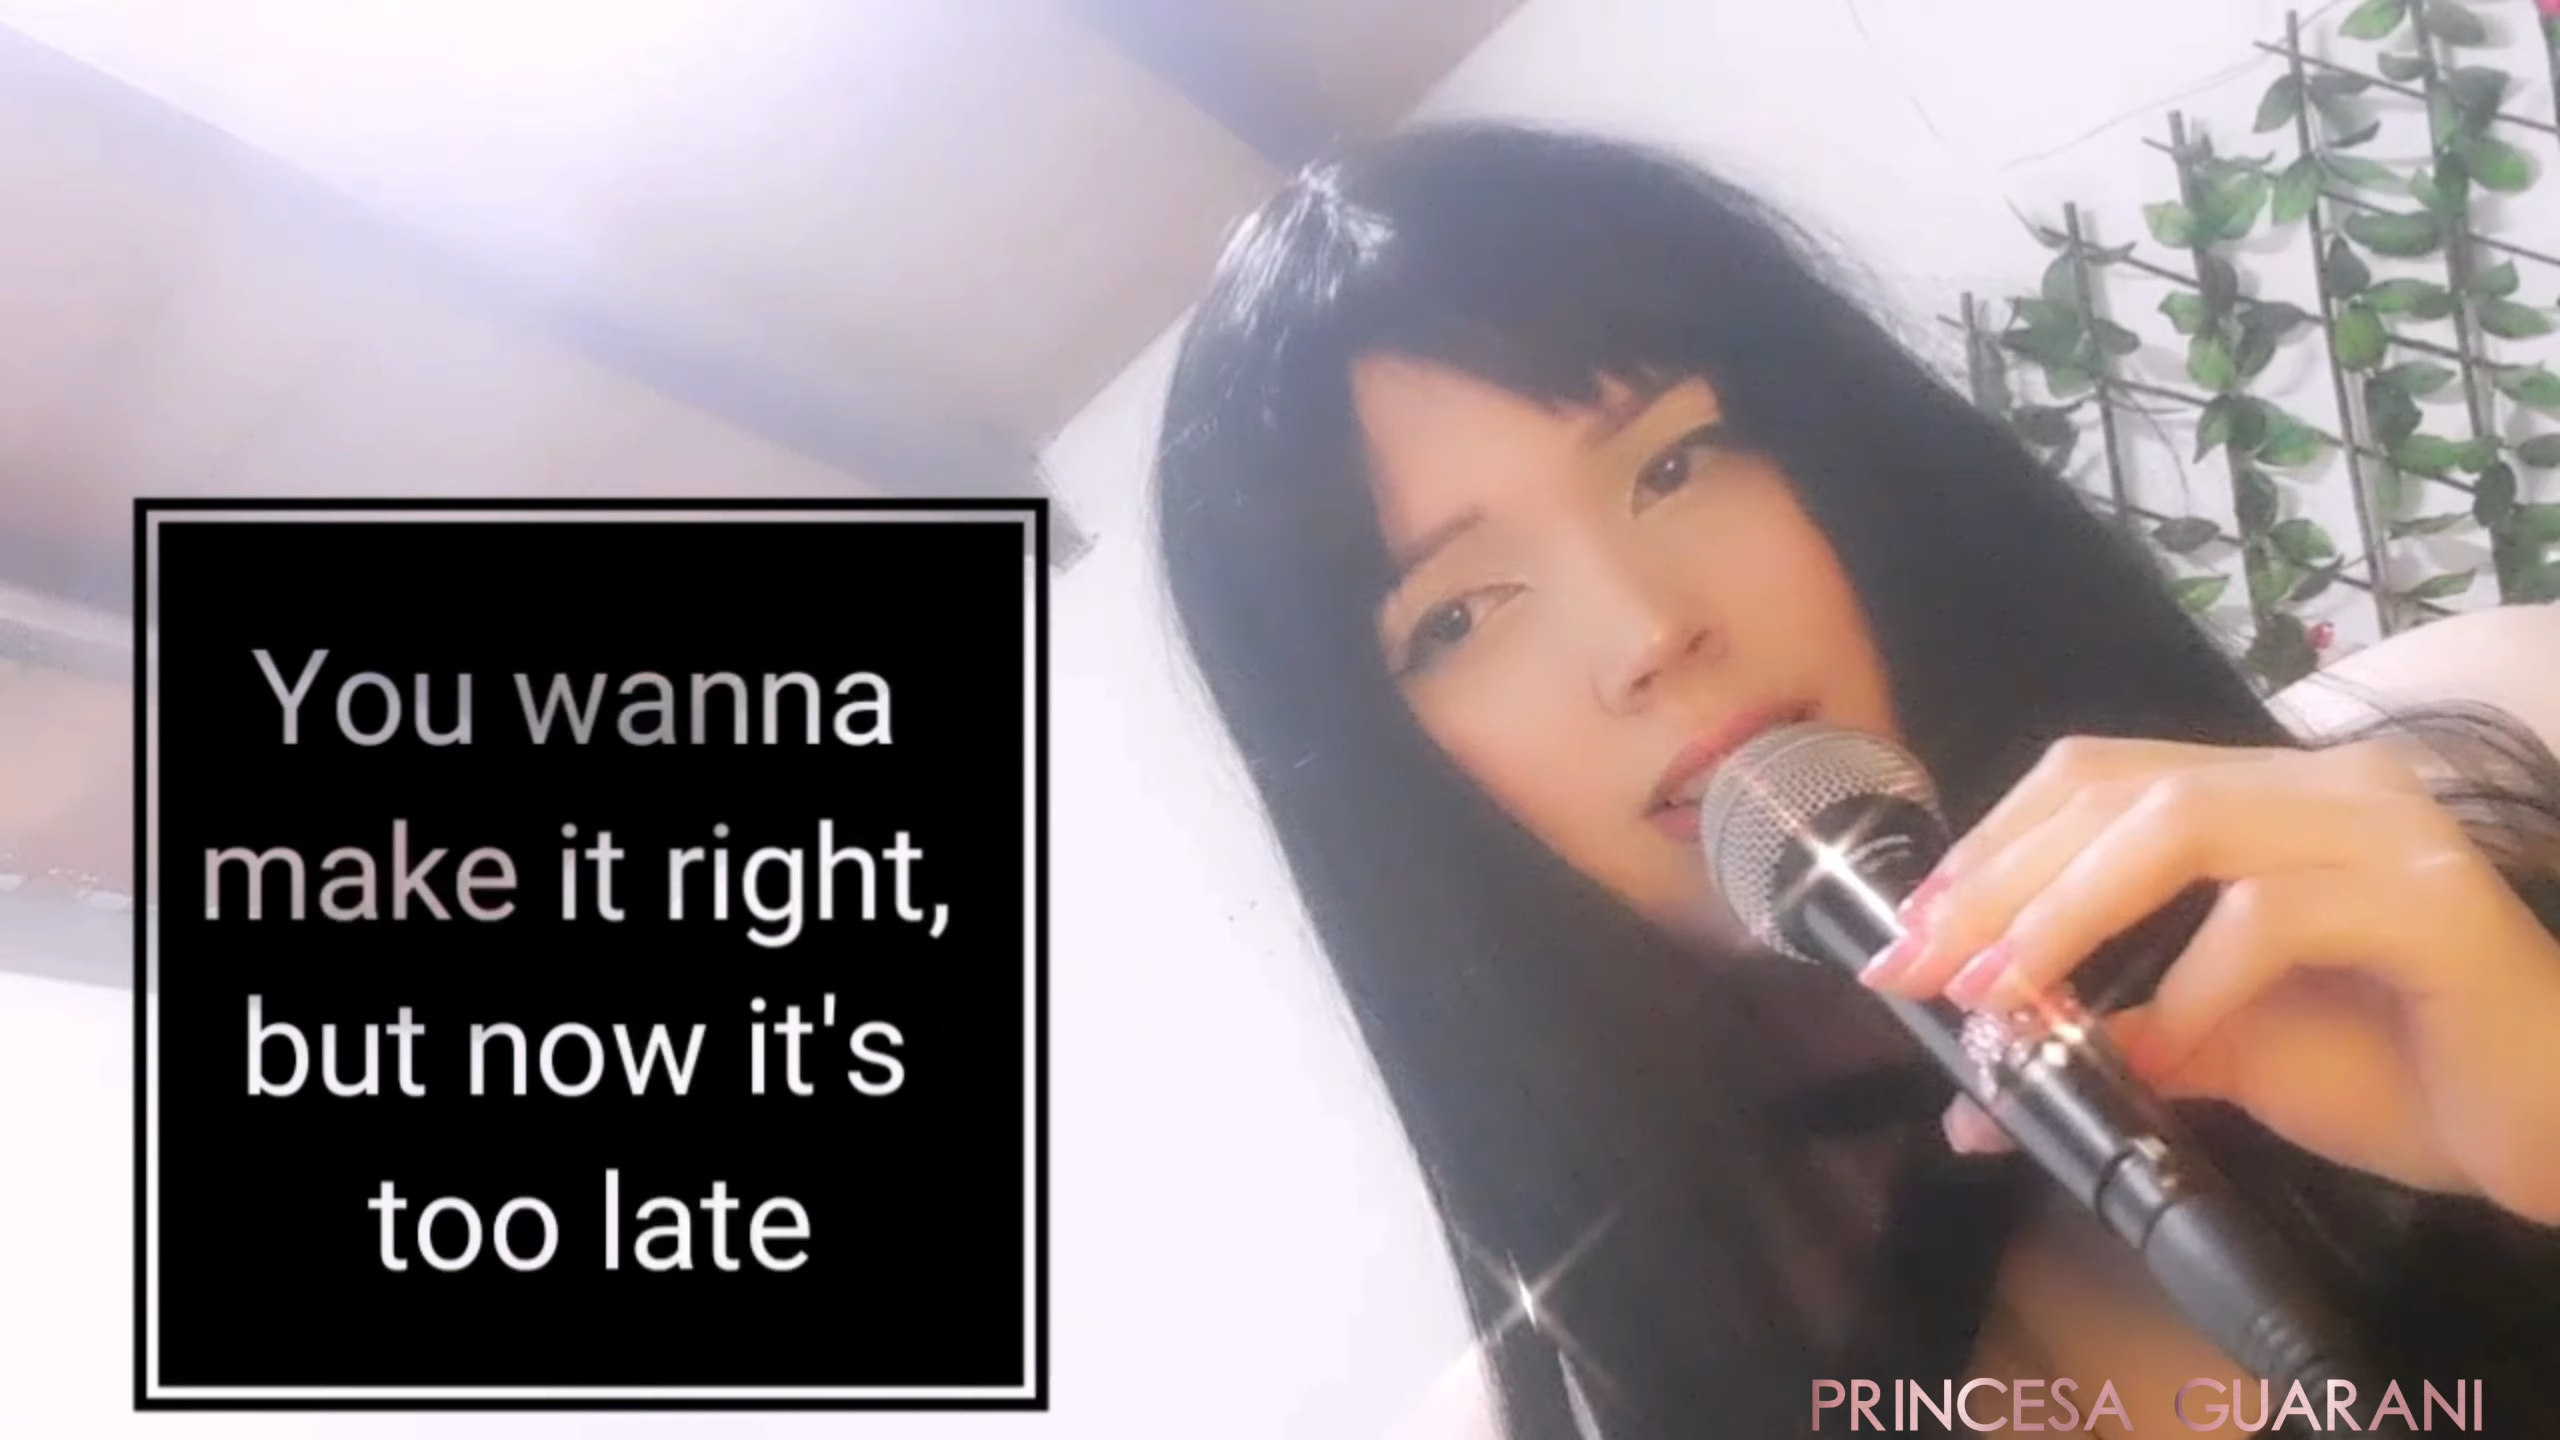 You wanna
make it right,
but now it's
too late
PRINCESA GUARANI